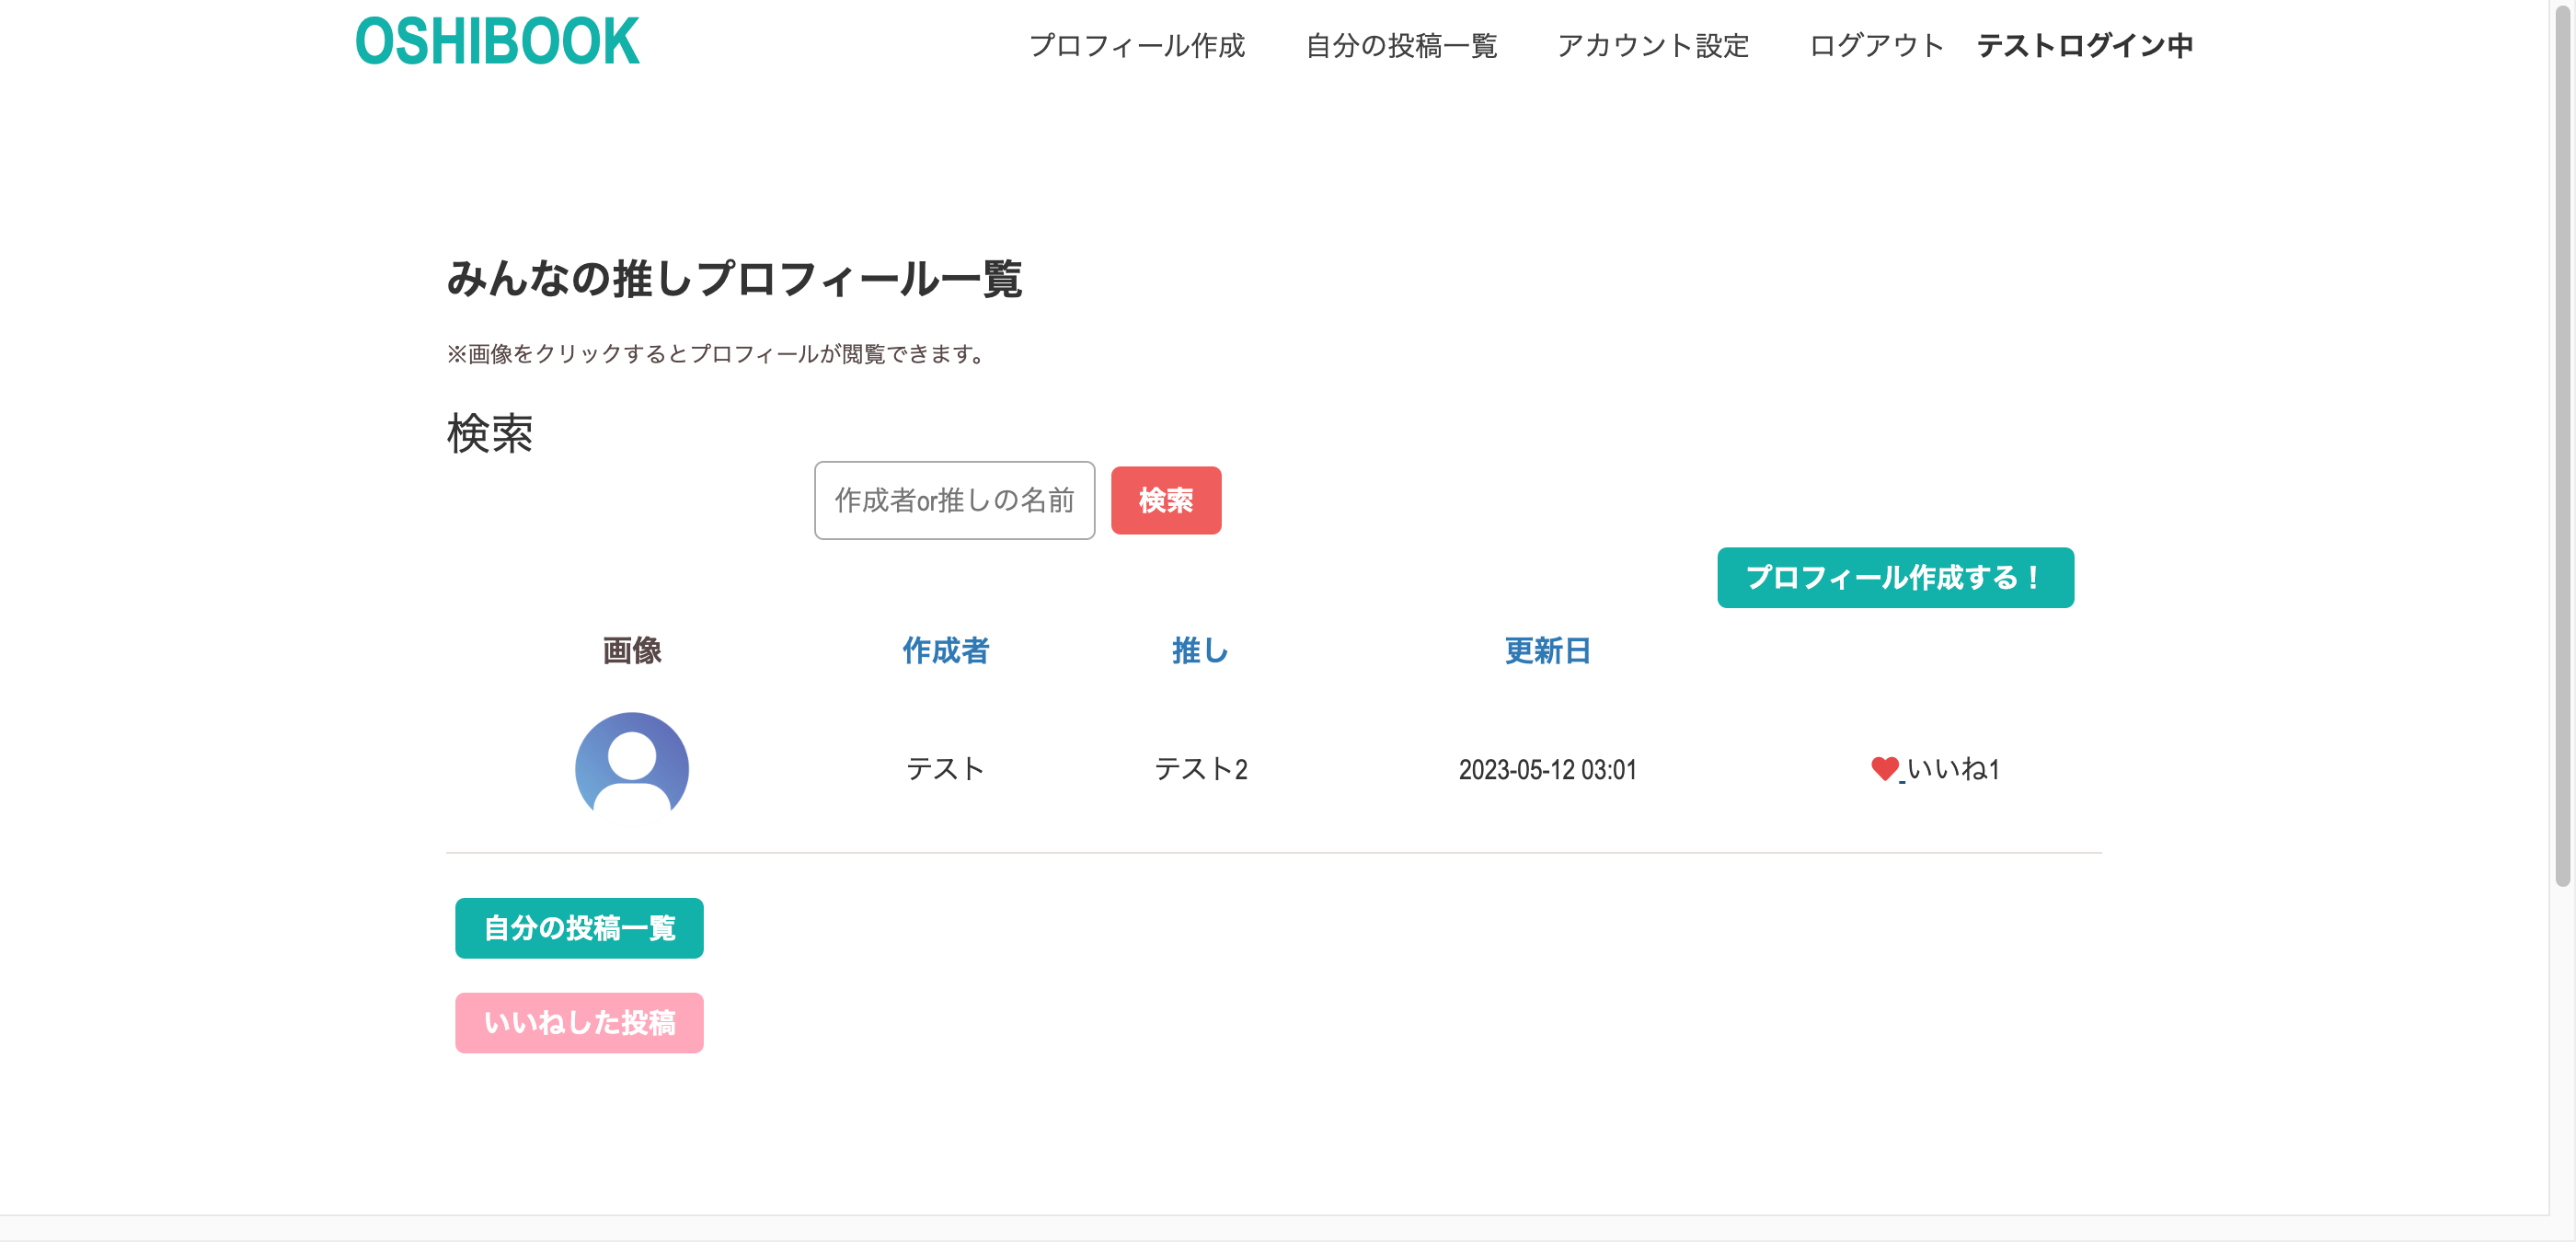 OSHIBOOK
プロフィール作成 自分の投稿一覧 アカウント設定 ログアウト テストログイン中
みんなの推しプロフィール一覧
※画像をクリックするとプロフィールが閲覧できます。
検索
作成者or推しの名前 検索
プロフィール作成する！
画像 作成者 推し 更新日
テスト テスト2 2023-05-12 03:01 いいね1
自分の投稿一覧
いいねした投稿